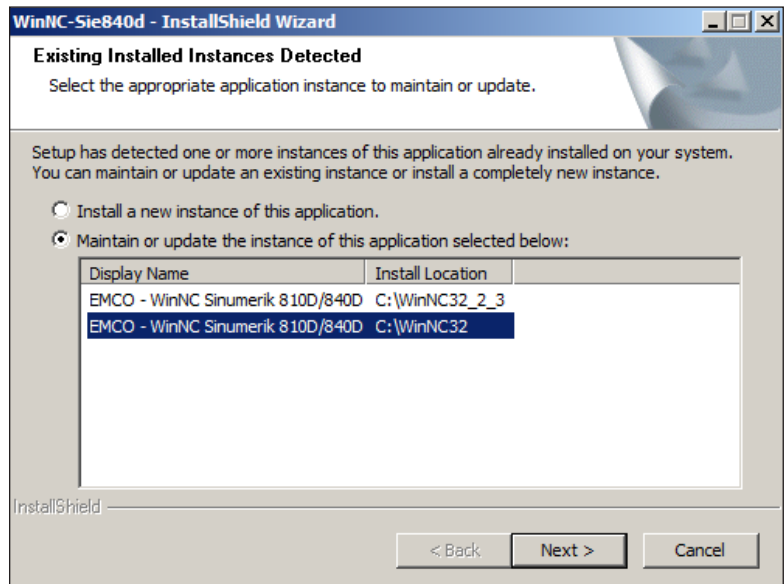 WinNC-Sie840d - InstallShield Wizard
Existing Installed Instances Detected
Select the appropriate application instance to maintain or update.
Setup has detected one or more instances of this application already installed on your system.
You can maintain or update an existing instance or install a completely new instance.
Install a new instance of this application.
Maintain or update the instance of this application selected below:
Display Name Install Location
EMCO - WinNC Sinumerik 810D/840D C:\WinNC32_2_3
EMCO - WinNC Sinumerik 810D/840D C:\WinNC32
InstallShield
< Back Next > Cancel